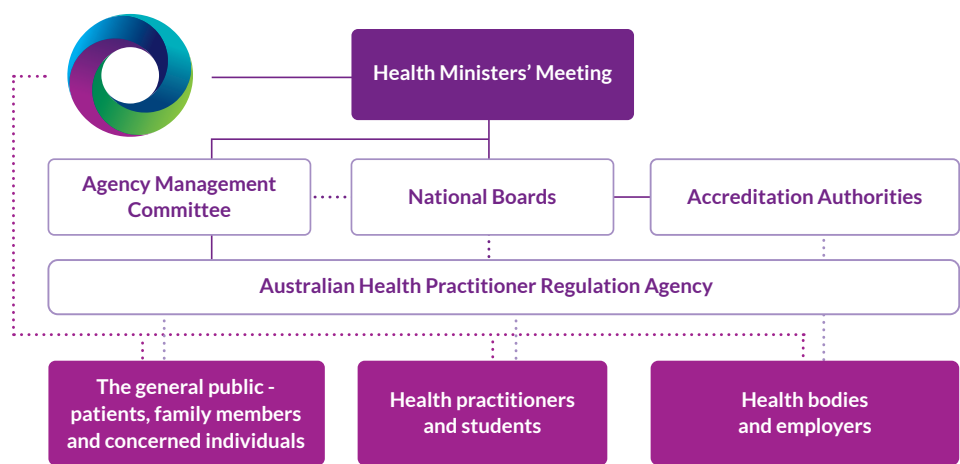 Health Ministers’ Meeting
Agency Management
Committee
National Boards
Accreditation Authorities
Australian Health Practitioner Regulation Agency
The general public -
patients, family members
and concerned individuals
Health practitioners
and students
Health bodies
and employers